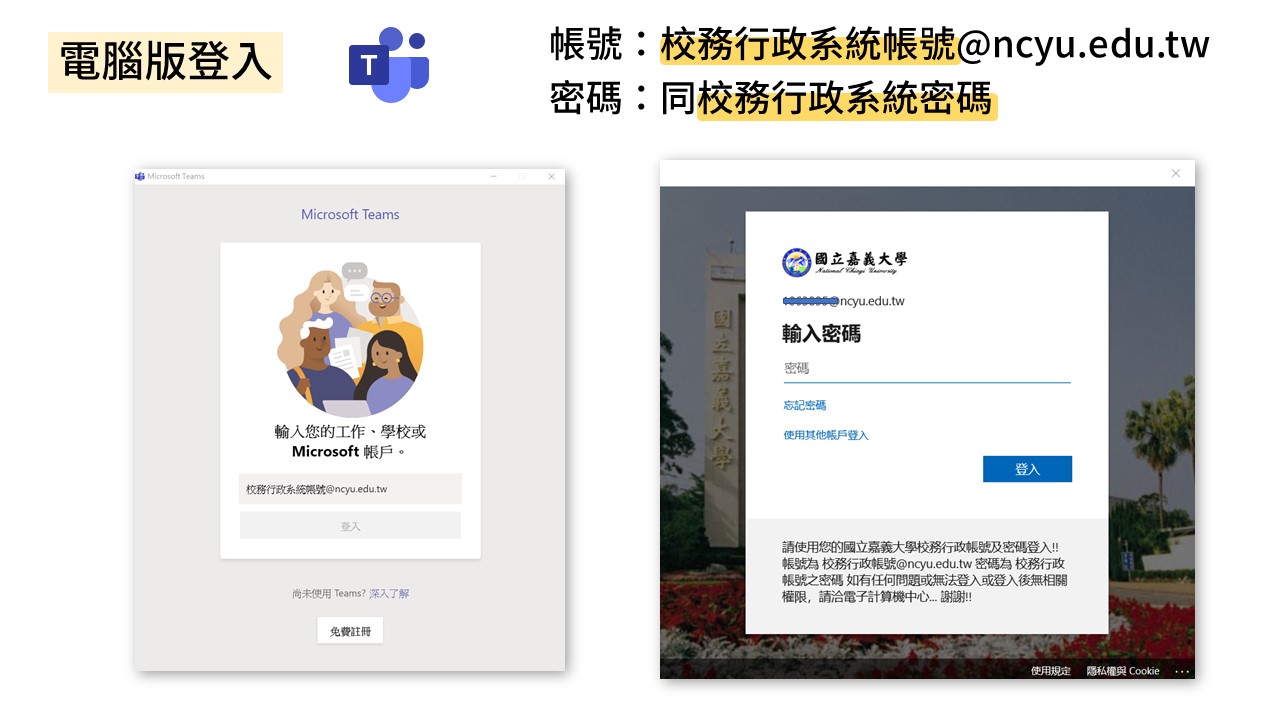 電腦版登入
T
帳號：校務行政系統帳號@ncyu.edu.tw
密碼：同校務行政系統密碼
Microsoft Teams
Microsoft Teams
輸入您的工作、學校或
Microsoft 帳戶。
校務行政系統帳號@ncyu.edu.tw
登入
尚未使用 Teams? 深入了解
免費註冊
國立嘉義大學
National Chiayi University
@ncyu.edu.tw
輸入密碼
密碼
忘記密碼
使用其他帳戶登入
登入
請使用您的國立嘉義大學校務行政帳號及密碼登入!!
帳號為 校務行政帳號@ncyu.edu.tw 密碼為 校務行政
帳號之密碼 如有任何問題或無法登入或登入後無相關
權限，請洽電子計算機中心... 謝謝!!
國立嘉義大學
使用規定 隱私權與 Cookie ...